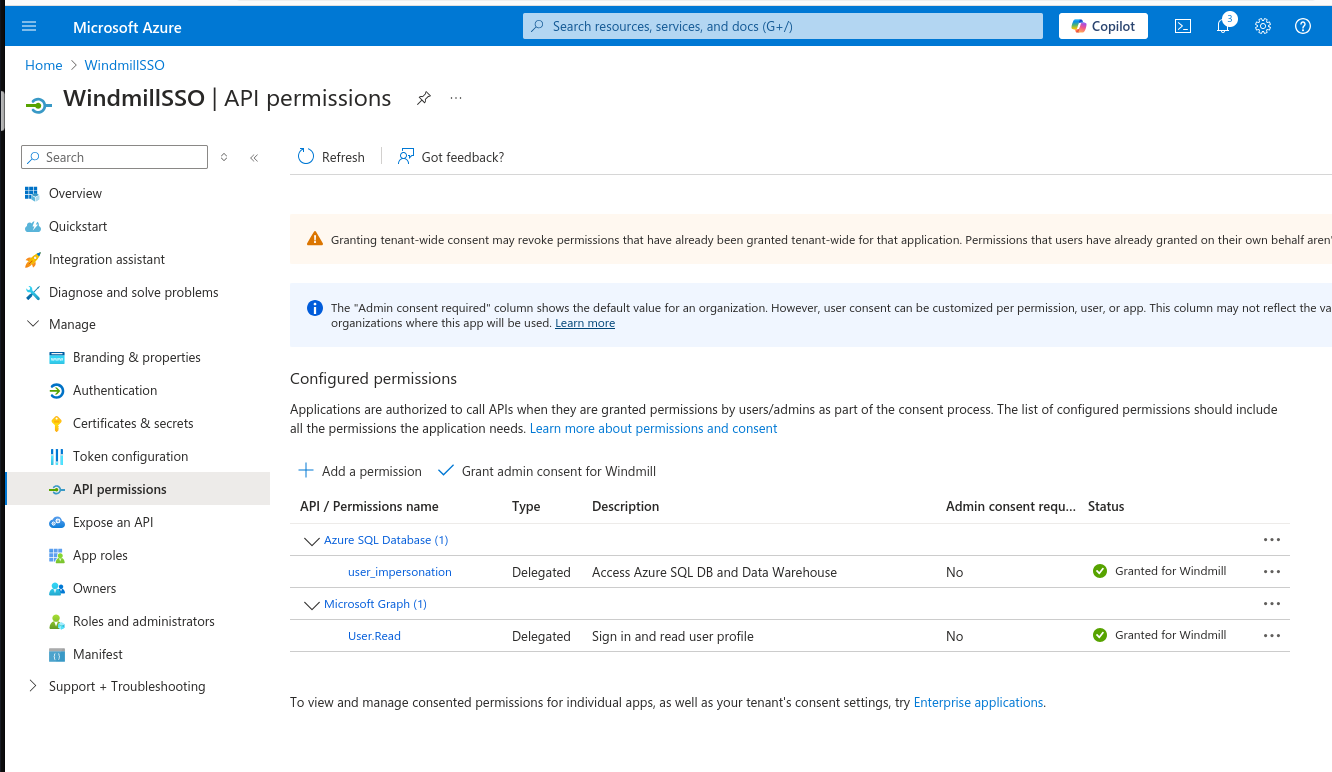 Microsoft Azure
Search resources, services, and docs (G+/)
Copilot
3
Home > WindmillSSO
WindmillSSO | API permissions
Search
Refresh
Got feedback?
Overview
Quickstart
Integration assistant
Diagnose and solve problems
Manage
Branding & properties
Authentication
Certificates & secrets
Token configuration
API permissions
Expose an API
App roles
Owners
Roles and administrators
Manifest
Support + Troubleshooting
Granting tenant-wide consent may revoke permissions that have already been granted tenant-wide for that application. Permissions that users have already granted on their own behalf aren'
The "Admin consent required" column shows the default value for an organization. However, user consent can be customized per permission, user, or app. This column may not reflect the va
organizations where this app will be used. Learn more
Configured permissions
Applications are authorized to call APIs when they are granted permissions by users/admins as part of the consent process. The list of configured permissions should include
all the permissions the application needs. Learn more about permissions and consent
Add a permission
Grant admin consent for Windmill
API / Permissions name Type Description Admin consent requ... Status
Azure SQL Database (1)
user_impersonation Delegated Access Azure SQL DB and Data Warehouse No Granted for Windmill
Microsoft Graph (1)
User.Read Delegated Sign in and read user profile No Granted for Windmill
To view and manage consented permissions for individual apps, as well as your tenant's consent settings, try Enterprise applications.